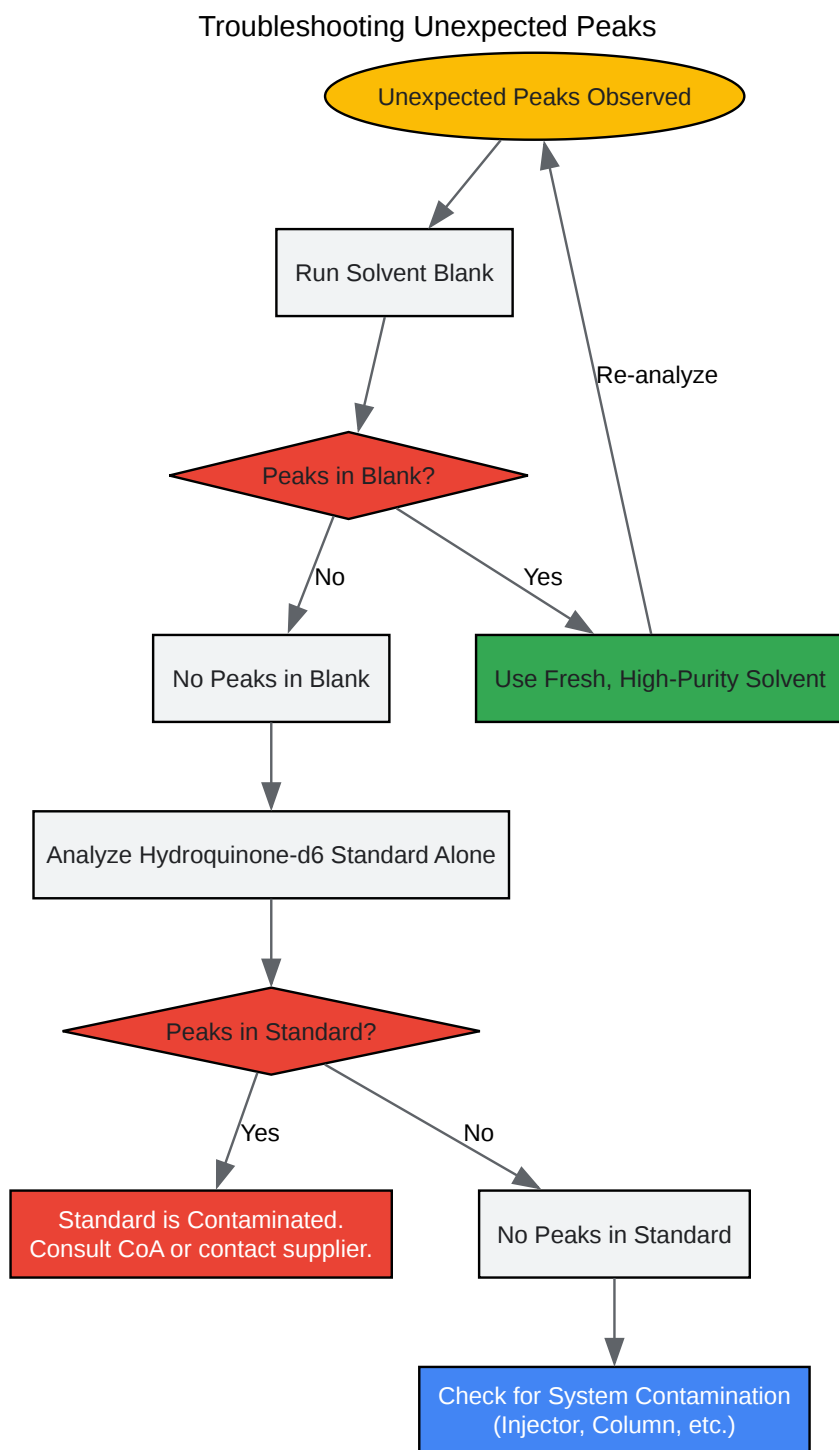 Troubleshooting Unexpected Peaks
Unexpected Peaks Observed
Run Solvent Blank
Re-analyze
Peaks in Blank?
No
Yes
No Peaks in Blank
Use Fresh, High-Purity Solvent
Analyze Hydroquinone-d6 Standard Alone
Peaks in Standard?
Yes
No
Standard is Contaminated.
Consult CoA or contact supplier.
No Peaks in Standard
Check for System Contamination
(Injector, Column, etc.)